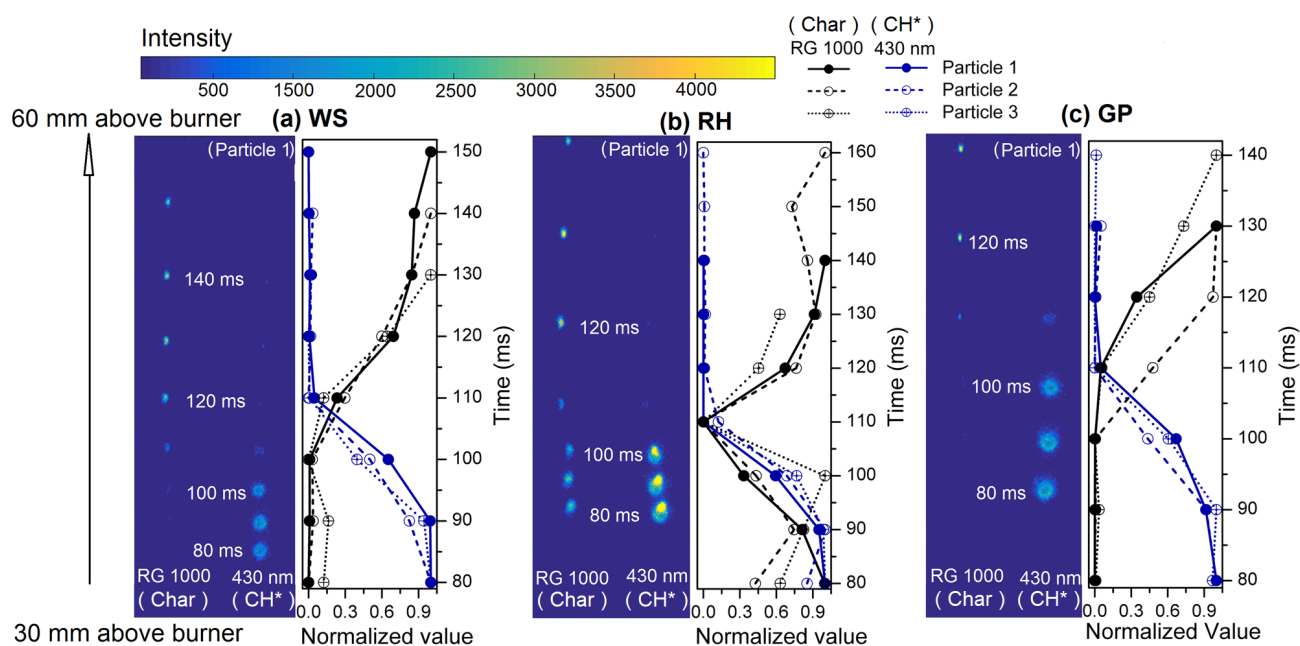 Intensity
500 1000 1500 2000 2500 3000 3500 4000
( Char ) ( CH* )
RG 1000 430 nm
Particle 1
Particle 2
Particle 3
60 mm above burner
30 mm above burner
(a) WS
(Particle 1)
140 ms
120 ms
100 ms
80 ms
RG 1000 430 nm
( Char ) ( CH* )
150
140
130
120
110
100
90
80
Time (ms)
0.0 0.3 0.6 0.9
Normalized value
(b) RH
(Particle 1)
120 ms
100 ms
80 ms
RG 1000 430 nm
( Char ) ( CH* )
160
150
140
130
120
110
100
90
80
Time (ms)
0.0 0.3 0.6 0.9
Normalized value
(c) GP
(Particle 1)
120 ms
100 ms
80 ms
RG 1000 430 nm
( Char ) ( CH* )
140
130
120
110
100
90
80
Time (ms)
0.0 0.3 0.6 0.9
Normalized Value